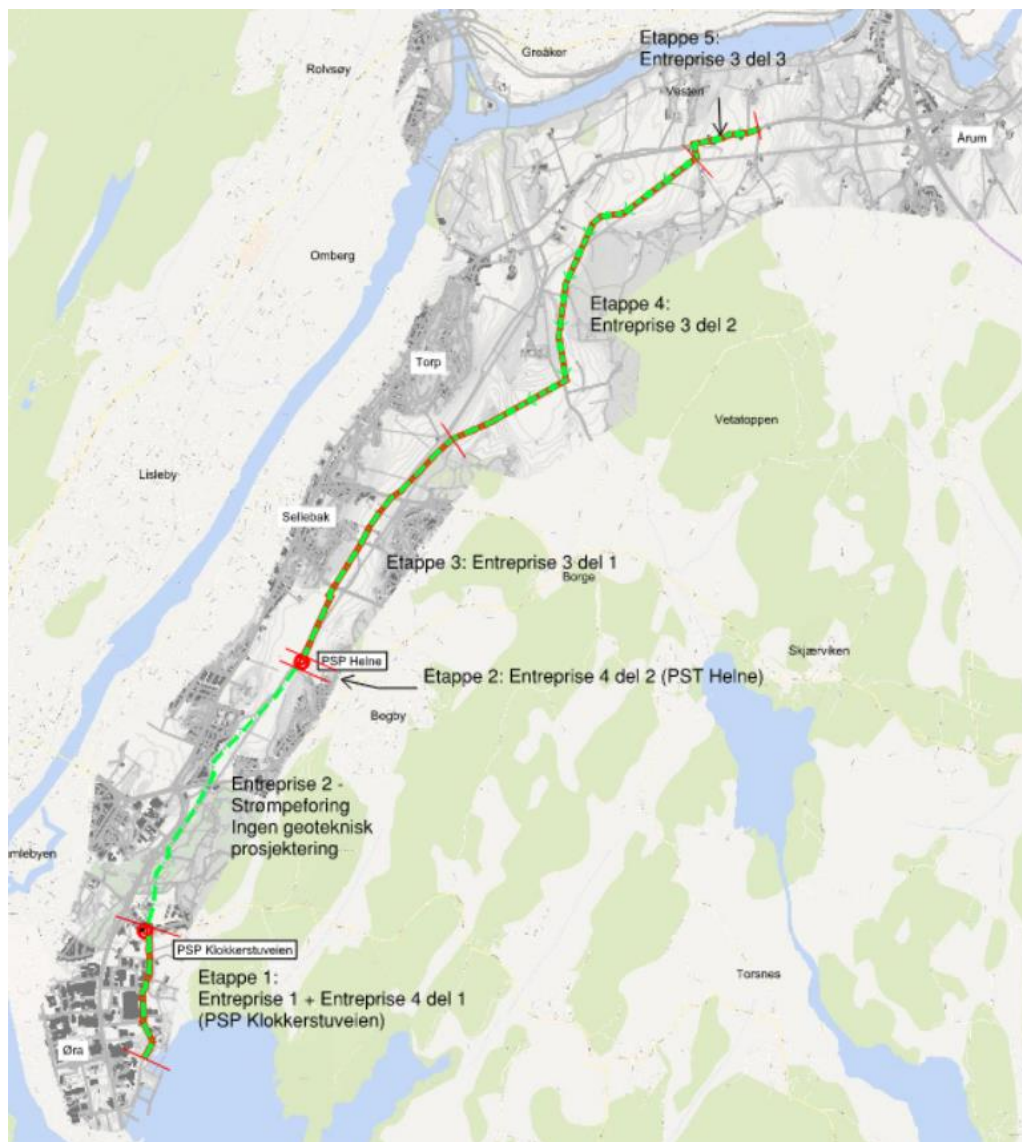 Etappe 5:
Entreprise 3 del 3
Greåker
Rolvsøy
Vesten
Årum
Omberg
Etappe 4:
Entreprise 3 del 2
Torp
Vetatoppen
Lisleby
Sellebak
Etappe 3: Entreprise 3 del 1
Borge
Skjærviken
PSP Helne
Etappe 2: Entreprise 4 del 2 (PST Helne)
Begby
Entreprise 2 -
Strømpeforing
Ingen geoteknisk
prosjektering
mlebyen
PSP Klokkerstuveien
Etappe 1:
Entreprise 1 + Entreprise 4 del 1
(PSP Klokkerstuveien)
Torsnes
Øra